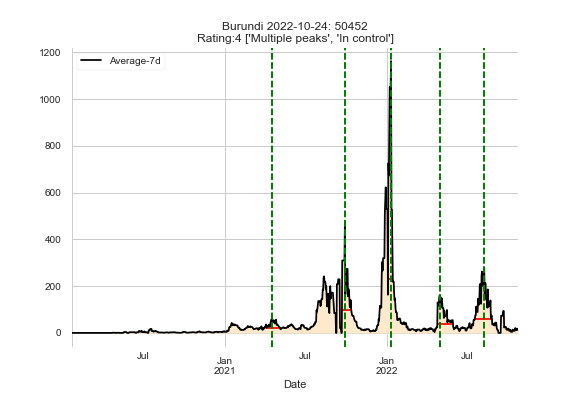 Burundi 2022-10-24: 50452
Rating:4 ['Multiple peaks', 'In control']
Average-7d
1200
1000
800
600
400
200
0
Jul
Jan
2021
Jul
Jan
2022
Jul
Date